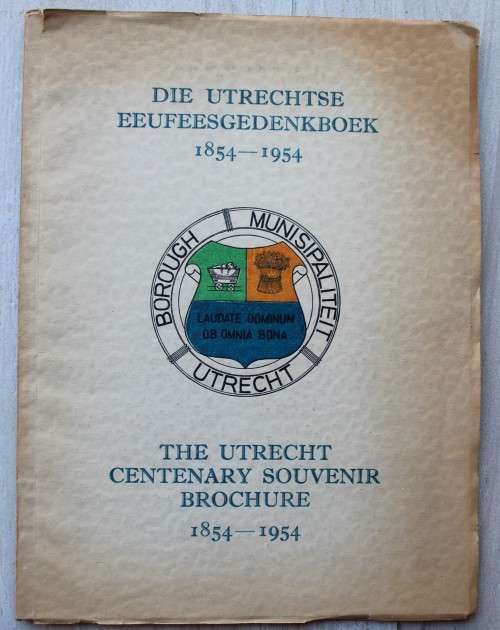 DIE UTRECHTSE
EEUFEESGEDENKBOEK
1854—1954
BOROUGH
MUNISIPALITEIT
UTRECHT
LAUDATE DOMINUM
OB OMNIA BONA
THE UTRECHT
CENTENARY SOUVENIR
BROCHURE
1854—1954